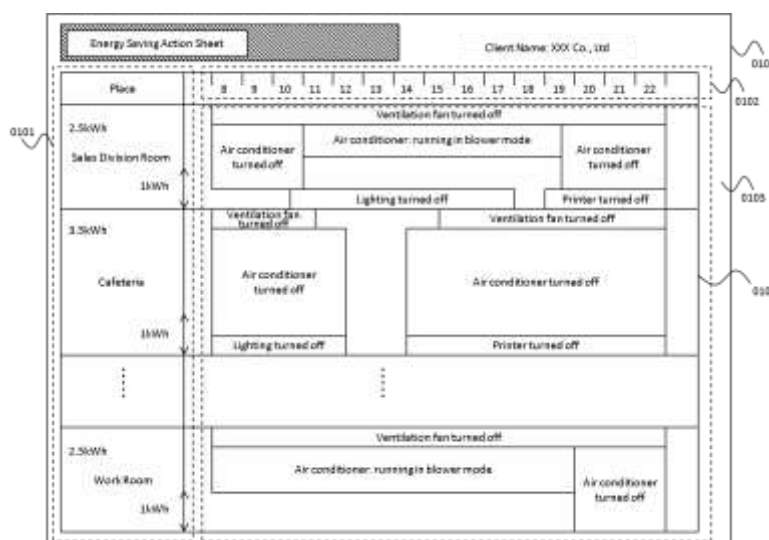 Energy Saving Action Sheet
Client Name: XXX Co., Ltd
Place
8 9 10 11 12 13 14 15 16 17 18 19 20 21 22
0102
0101
2.5kWh
Sales Division Room
1kWh
Ventilation fan turned off
Air conditioner
turned off
Air conditioner: running in blower mode
Air conditioner
turned off
Lighting turned off
Printer turned off
0103
3.5kWh
Cafeteria
1kWh
Ventilation fan
turned off
Ventilation fan turned off
Air conditioner
turned off
Air conditioner
turned off
Lighting turned off
Printer turned off
2.5kWh
Work Room
1kWh
Ventilation fan turned off
Air conditioner: running in blower mode
Air conditioner
turned off